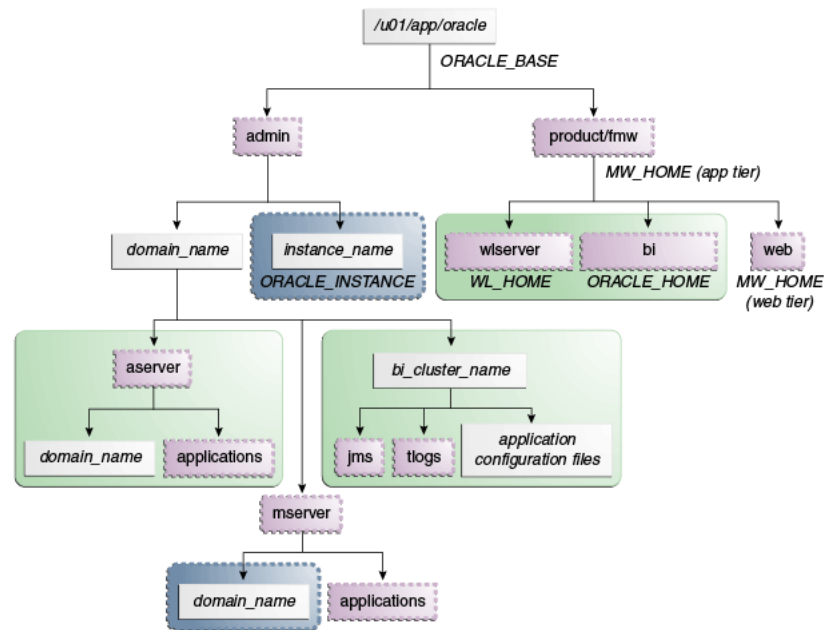 /u01/app/oracle
ORACLE_BASE
admin
product/fmw
MW_HOME (app tier)
domain_name
instance_name
ORACLE_INSTANCE
wlserver
bi
web
WL_HOME
ORACLE_HOME
MW_HOME
(web tier)
aserver
bi_cluster_name
domain_name
applications
jms
tlogs
application
configuration files
mserver
domain_name
applications